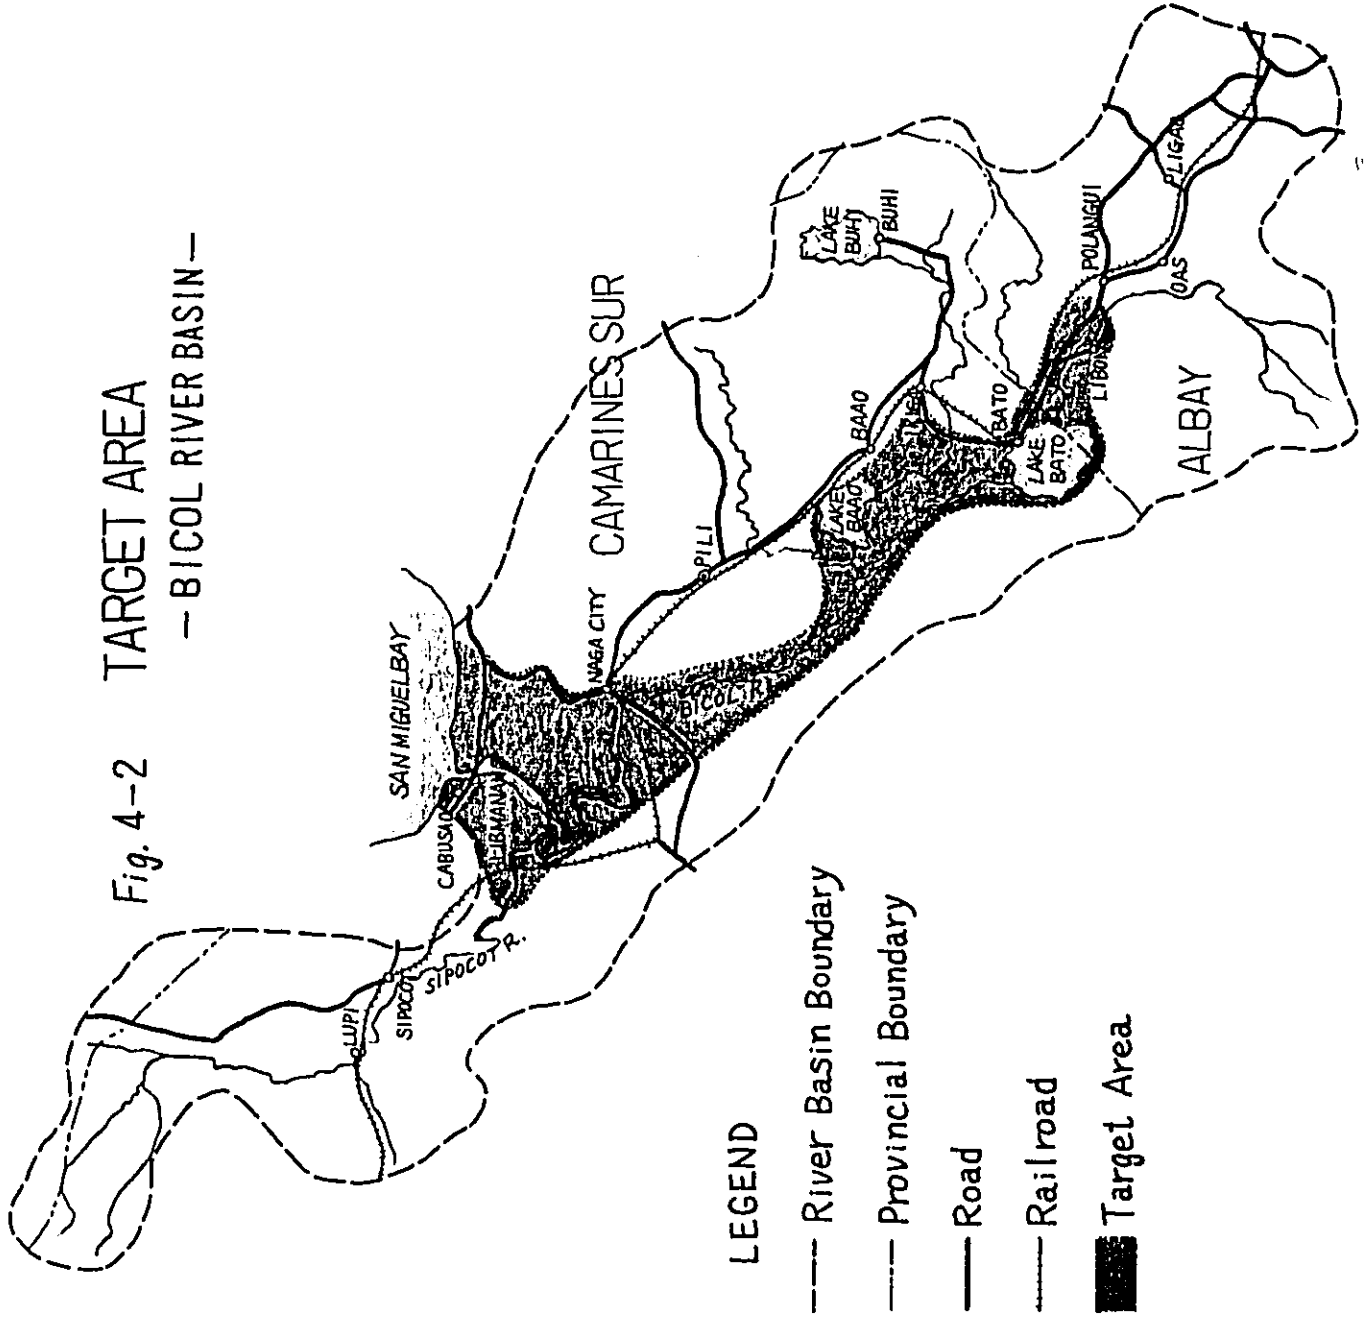 Fig. 4-2 TARGET AREA
- BICOL RIVER BASIN -
SAN MIGUEL BAY
CABUSAO
LIBMANAN
LUPI
SIPOCOT
SIPOCOT R.
NAGA CITY
CAMARINES SUR
PILI
BICOL R.
LAKE
BAAO
BAAO
LAKE
BUHI
BUHI
BATO
LAKE
BATO
POLANGUI
LIGAO
OAS
LIBON
ALBAY
LEGEND
River Basin Boundary
Provincial Boundary
Road
Railroad
Target Area